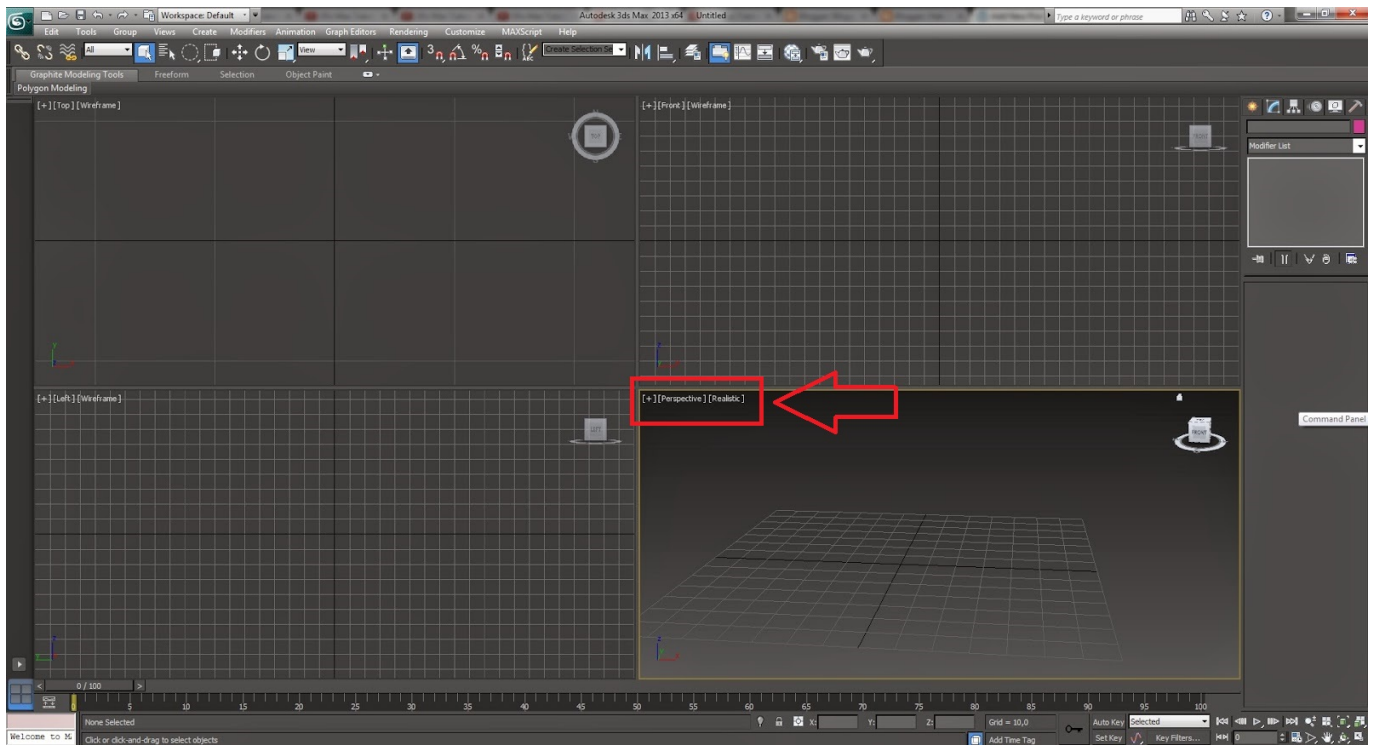 Workspace: Default
Autodesk 3ds Max 2013 x64 Untitled
Type a keyword or phrase
Edit Tools Group Views Create Modifiers Animation Graph Editors Rendering Customize MAXScript Help
All
View
Create Selection Se
Graphite Modeling Tools Freeform Selection Object Paint
Polygon Modeling
[+][Top][Wireframe]
TOP
[+][Front][Wireframe]
FRONT
Modifier List
[+][Left][Wireframe]
LEFT
[+][Perspective][Realistic]
FRONT
Command Panel
0 / 100
0 5 10 15 20 25 30 35 40 45 50 55 60 65 70 75 80 85 90 95 100
None Selected
X: Y: Z: Grid = 10,0
Auto Key Selected
Welcome to M
Click or click-and-drag to select objects
Add Time Tag
Set Key Key Filters... 0